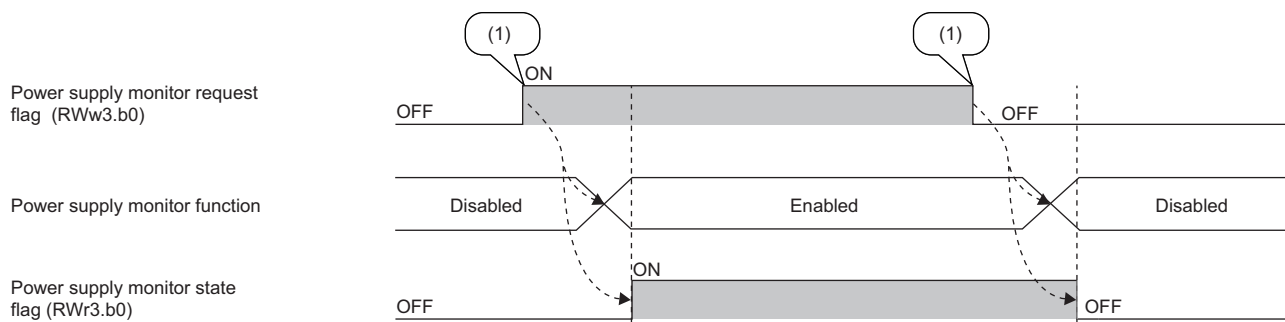 (1)
(1)
ON
Power supply monitor request
flag (RWw3.b0)
OFF
OFF
Power supply monitor function
Disabled
Enabled
Disabled
ON
Power supply monitor state
flag (RWr3.b0)
OFF
OFF